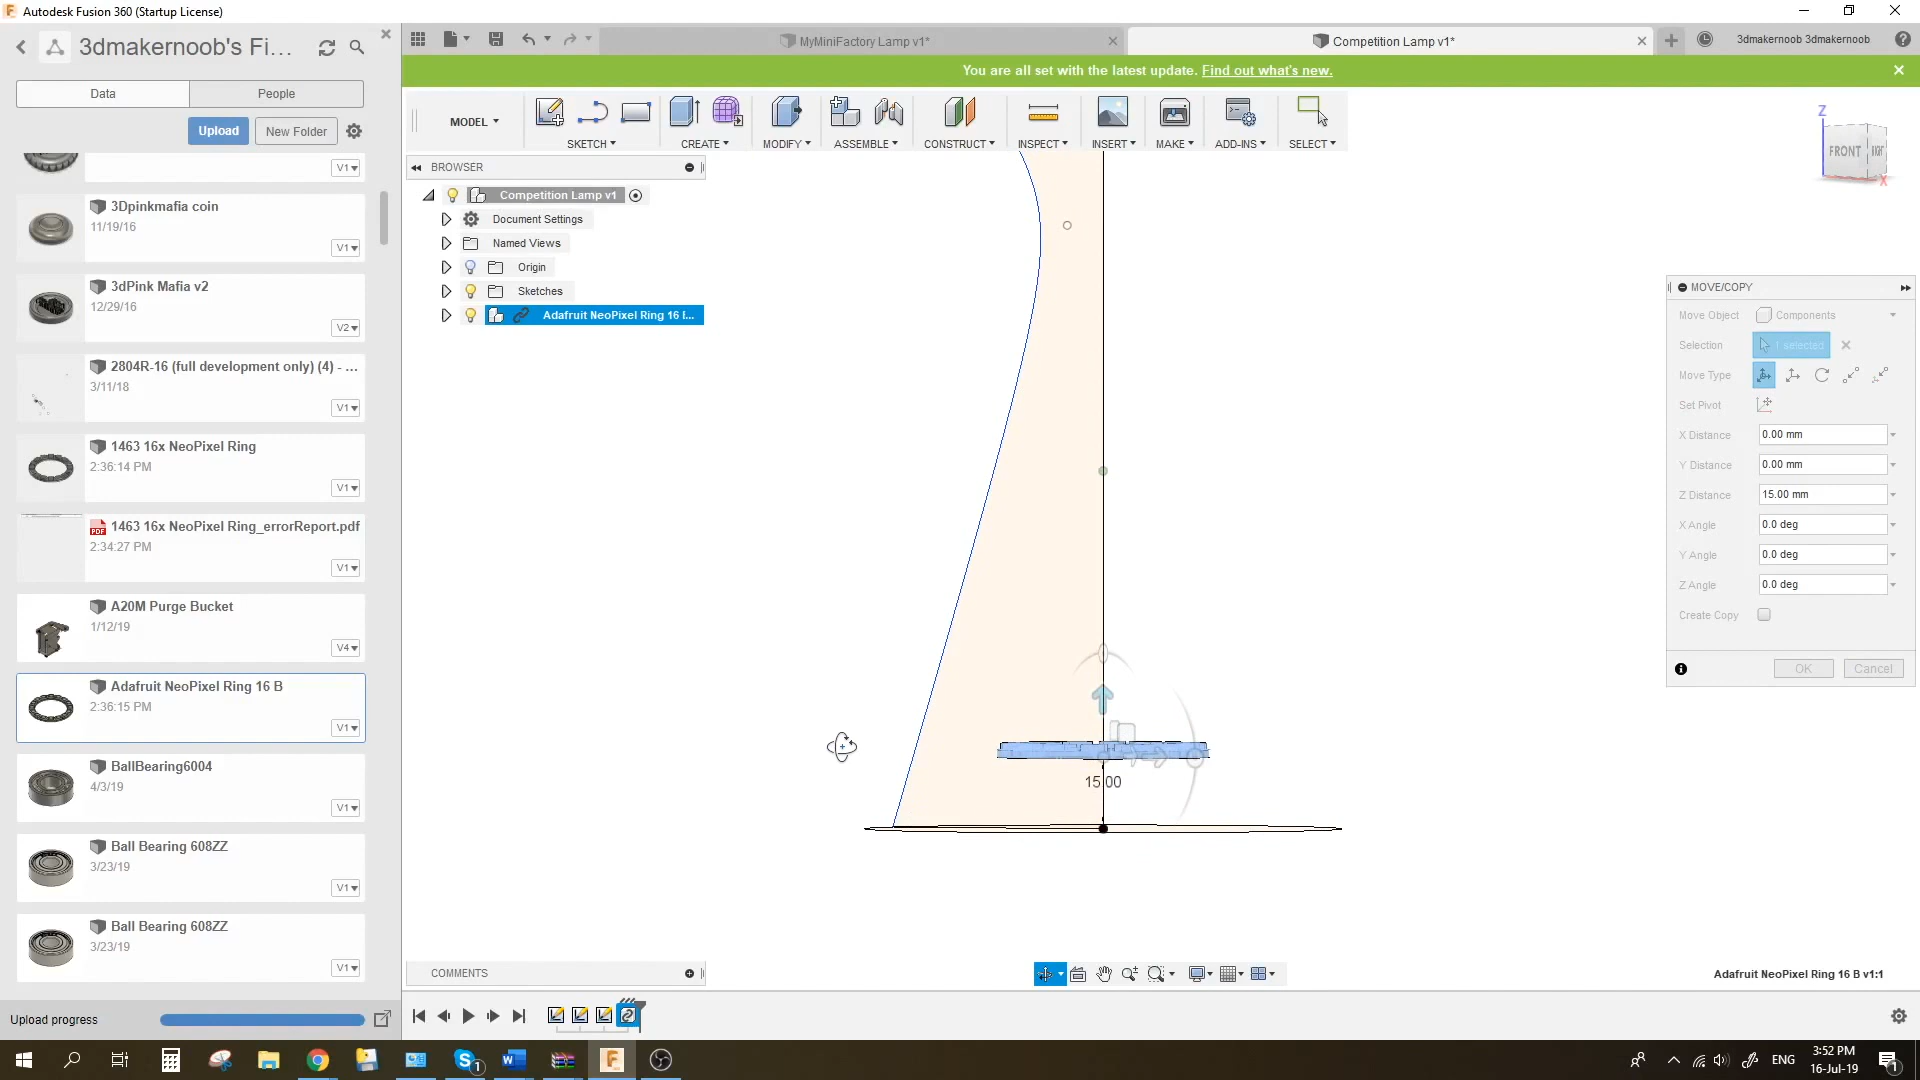 Autodesk Fusion 360 (Startup License)
3dmakernoob's Fi...
Data
People
Upload
New Folder
V1
3Dpinkmafia coin
11/19/16
V1
3dPink Mafia v2
12/29/16
V2
2804R-16 (full development only) (4) - ...
3/11/18
V1
1463 16x NeoPixel Ring
2:36:14 PM
V1
PDF
1463 16x NeoPixel Ring_errorReport.pdf
2:34:27 PM
V1
A20M Purge Bucket
1/12/19
V4
Adafruit NeoPixel Ring 16 B
2:36:15 PM
V1
BallBearing6004
4/3/19
V1
Ball Bearing 608ZZ
3/23/19
V1
Ball Bearing 608ZZ
3/23/19
V1
Upload progress
MyMiniFactory Lamp v1*
Competition Lamp v1*
3dmakernoob 3dmakernoob
You are all set with the latest update. Find out what's new.
MODEL
SKETCH
CREATE
MODIFY
ASSEMBLE
CONSTRUCT
INSPECT
INSERT
MAKE
ADD-INS
SELECT
BROWSER
Competition Lamp v1
Document Settings
Named Views
Origin
Sketches
Adafruit NeoPixel Ring 16 B...
Z
FRONT
RIGHT
X
MOVE/COPY
Move Object
Components
Selection
1 selected
Move Type
Set Pivot
X Distance
0.00 mm
Y Distance
0.00 mm
Z Distance
15.00 mm
X Angle
0.0 deg
Y Angle
0.0 deg
Z Angle
0.0 deg
Create Copy
OK
Cancel
15.00
COMMENTS
Adafruit NeoPixel Ring 16 B v1:1
ENG
3:52 PM
16-Jul-19